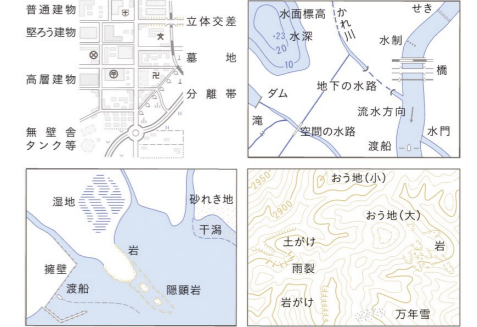 普通建物
堅ろう建物
高層建物
無壁舎
タンク等
立体交差
墓地
分離帯
水面標高
水深
-23
20
10
かれ川
せき
水制
橋
地下の水路
ダム
滝
空間の水路
流水方向
水門
渡船
湿地
砂れき地
干潟
岩
擁壁
渡船
隠顕岩
2950
2900
おう地(小)
おう地(大)
土がけ
雨裂
岩
岩がけ
万年雪